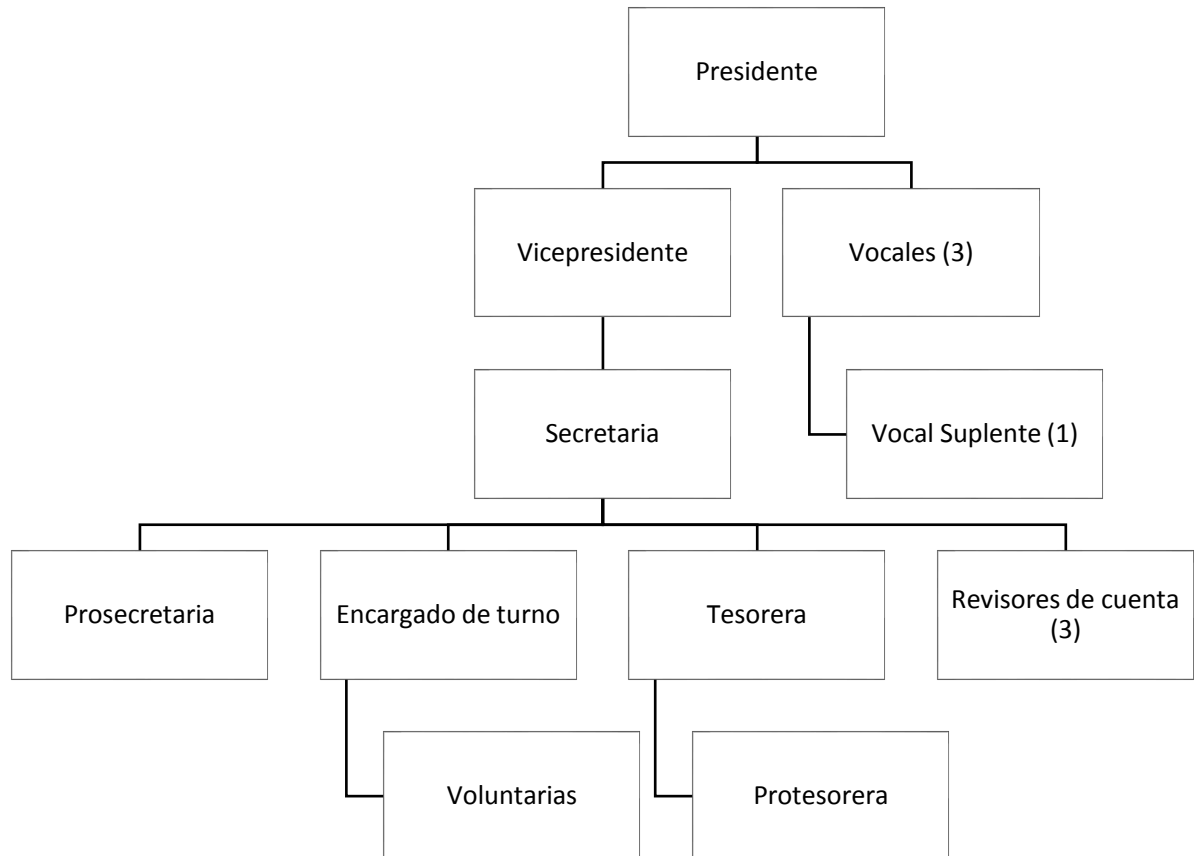 Presidente
Vicepresidente
Vocales (3)
Secretaria
Vocal Suplente (1)
Prosecretaria
Encargado de turno
Tesorera
Revisores de cuenta
(3)
Voluntarias
Protesorera